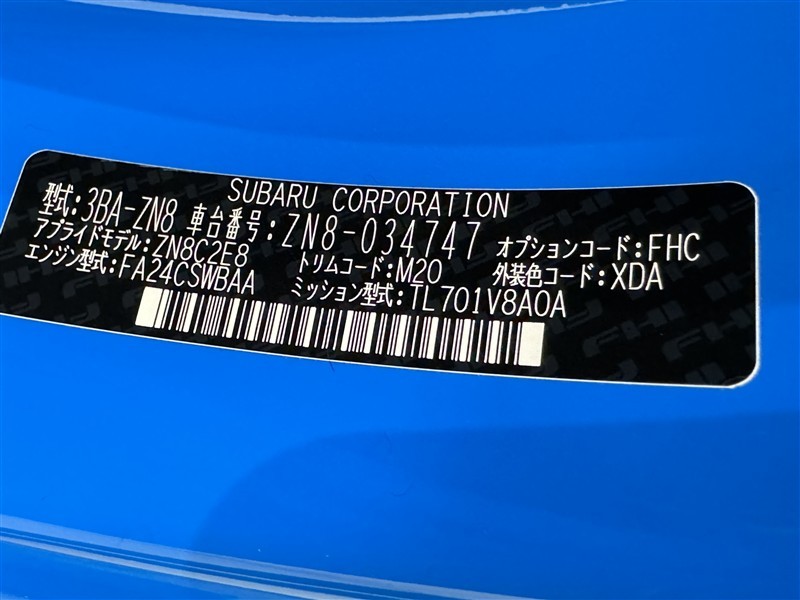 SUBARU CORPORATION
型式:3BA-ZN8 車台番号:ZN8-034747 オプションコード:FHC
アプライドモデル:ZN8C2E8 トリムコード:M20 外装色コード:XDA
エンジン型式:FA24CSWBAA ミッション型式:TL701V8A0A